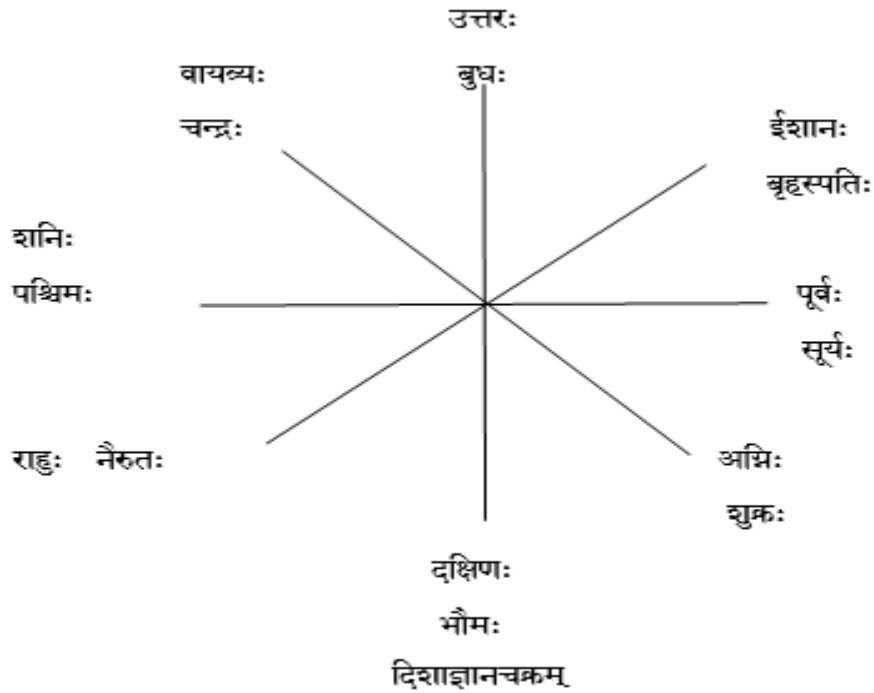 उत्तरः
वायव्यः
बुधः
चन्द्रः
ईशानः
बृहस्पतिः
शनिः
पश्चिमः
पूर्वः
सूर्यः
राहुः नैरुतः
अग्निः
शुक्रः
दक्षिणः
भौमः
दिशाज्ञानचक्रम्